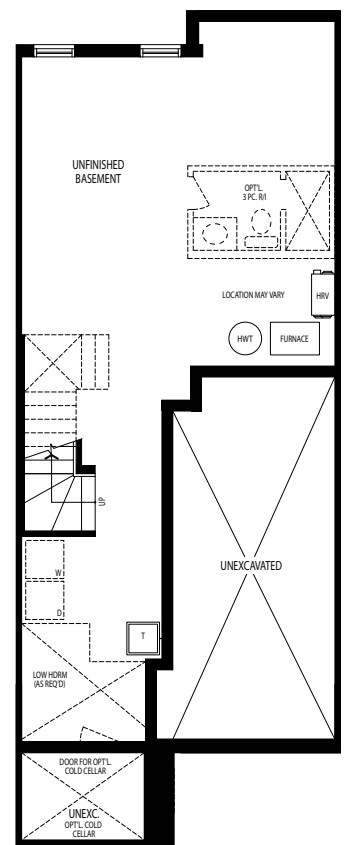 UNFINISHED
BASEMENT
OPT'L.
3 PC. R/I
LOCATION MAY VARY
HRV
HWT
FURNACE
UP
UNEXCAVATED
W
D
T
LOW HDRM
(AS REQ'D)
DOOR FOR OPT'L.
COLD CELLAR
UNEXC.
OPT'L. COLD
CELLAR